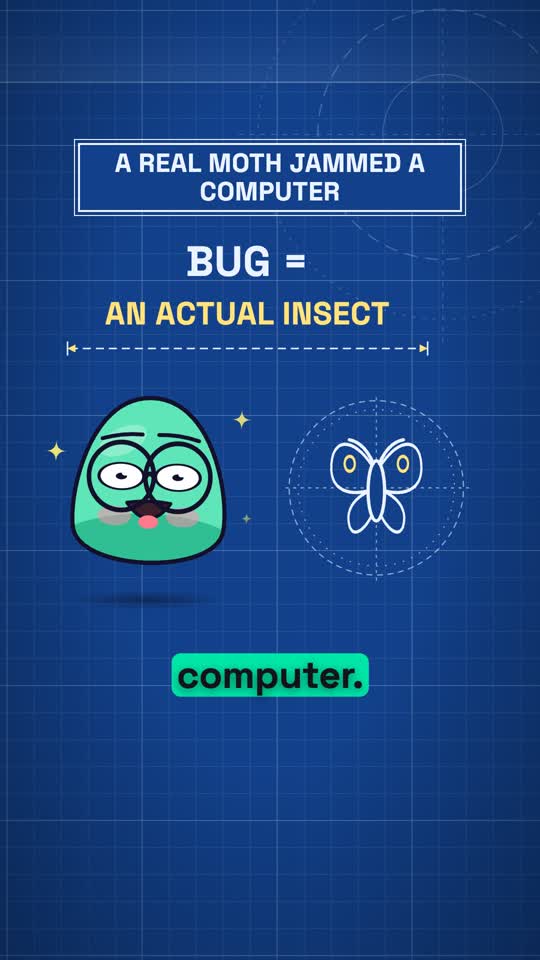 A REAL MOTH JAMMED A
COMPUTER
BUG =
AN ACTUAL INSECT
computer.